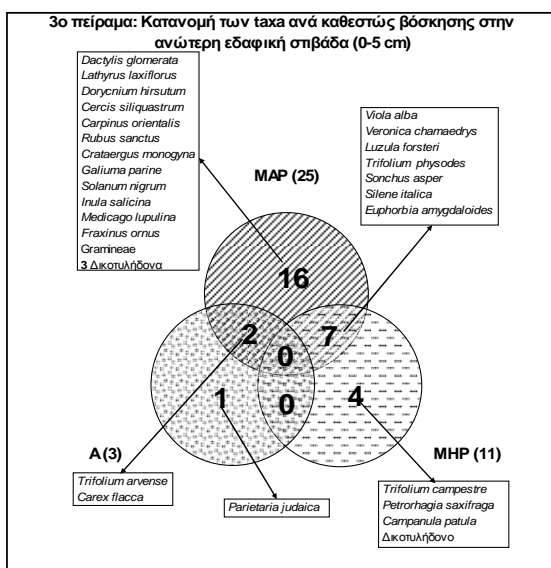 3ο πείραμα: Κατανομή των taxa ανά καθεστώς βόσκησης στην
ανώτερη εδαφική στιβάδα (0-5 cm)
Dactylis glomerata
Lathyrus laxiflorus
Dorycnium hirsutum
Cercis siliquastrum
Carpinus orientalis
Rubus sanctus
Crataergus monogyna
Galiuma parine
Solanum nigrum
Inula salicina
Medicago lupulina
Fraxinus ornus
Gramineae
3 Δικοτυλήδονα
Viola alba
Veronica chamaedrys
Luzula forsteri
Trifolium physodes
Sonchus asper
Silene italica
Euphorbia amygdaloides
MAP (25)
16
2
7
0
0
1
4
A (3)
MHP (11)
Trifolium arvense
Carex flacca
Parietaria judaica
Trifolium campestre
Petrorhagia saxifraga
Campanula patula
Δικοτυλήδονο